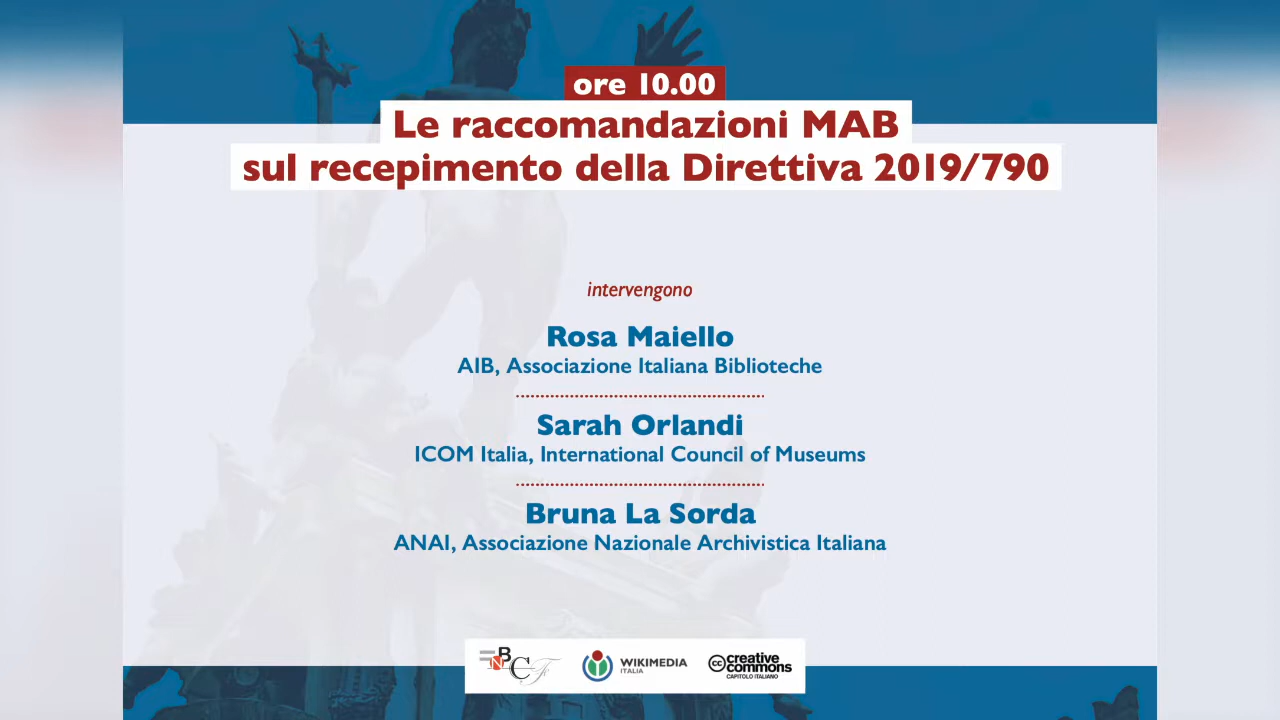 ore 10.00
Le raccomandazioni MAB
sul recepimento della Direttiva 2019/790
intervengono
Rosa Maiello
AIB, Associazione Italiana Biblioteche
Sarah Orlandi
ICOM Italia, International Council of Museums
Bruna La Sorda
ANAI, Associazione Nazionale Archivistica Italiana
BNCF
WIKIMEDIA
ITALIA
cc creative
commons
CAPITOLO ITALIANO